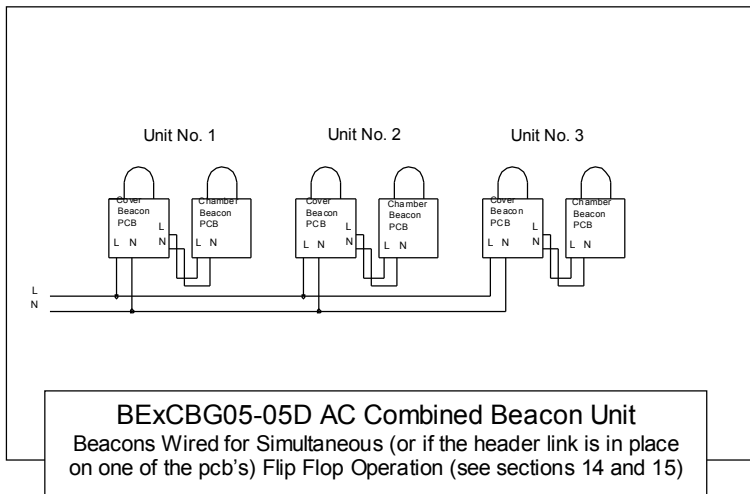 Unit No. 1
Unit No. 2
Unit No. 3
Cover
Beacon
PCB
L
N
L N
Chamber
Beacon
PCB
L N
Cover
Beacon
PCB
L
N
L N
Chamber
Beacon
PCB
L N
Cover
Beacon
PCB
L
N
L N
Chamber
Beacon
PCB
L N
L
N
BExCBG05-05D AC Combined Beacon Unit
Beacons Wired for Simultaneous (or if the header link is in place
on one of the pcb's) Flip Flop Operation (see sections 14 and 15)